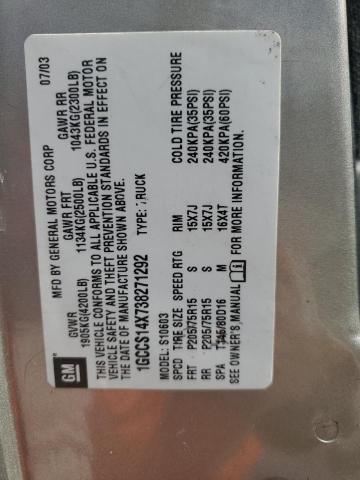 GM
MFD BY GENERAL MOTORS CORP 07/03
GVWR GAWR FRT GAWR RR
1905KG(4200LB) 1134KG(2500LB) 1043KG(2300LB)
THIS VEHICLE CONFORMS TO ALL APPLICABLE U.S. FEDERAL MOTOR
VEHICLE SAFETY AND THEFT PREVENTION STANDARDS IN EFFECT ON
THE DATE OF MANUFACTURE SHOWN ABOVE.
1GCCS14X738271292 TYPE: TRUCK
MODEL: S10603
SPCD TIRE SIZE SPEED RTG RIM COLD TIRE PRESSURE
FRT P205/75R15 S 15X7J 240KPA(35PSI)
RR P205/75R15 S 15X7J 240KPA(35PSI)
SPA T145/80D16 M 16X4T 420KPA(60PSI)
SEE OWNER'S MANUAL FOR MORE INFORMATION.